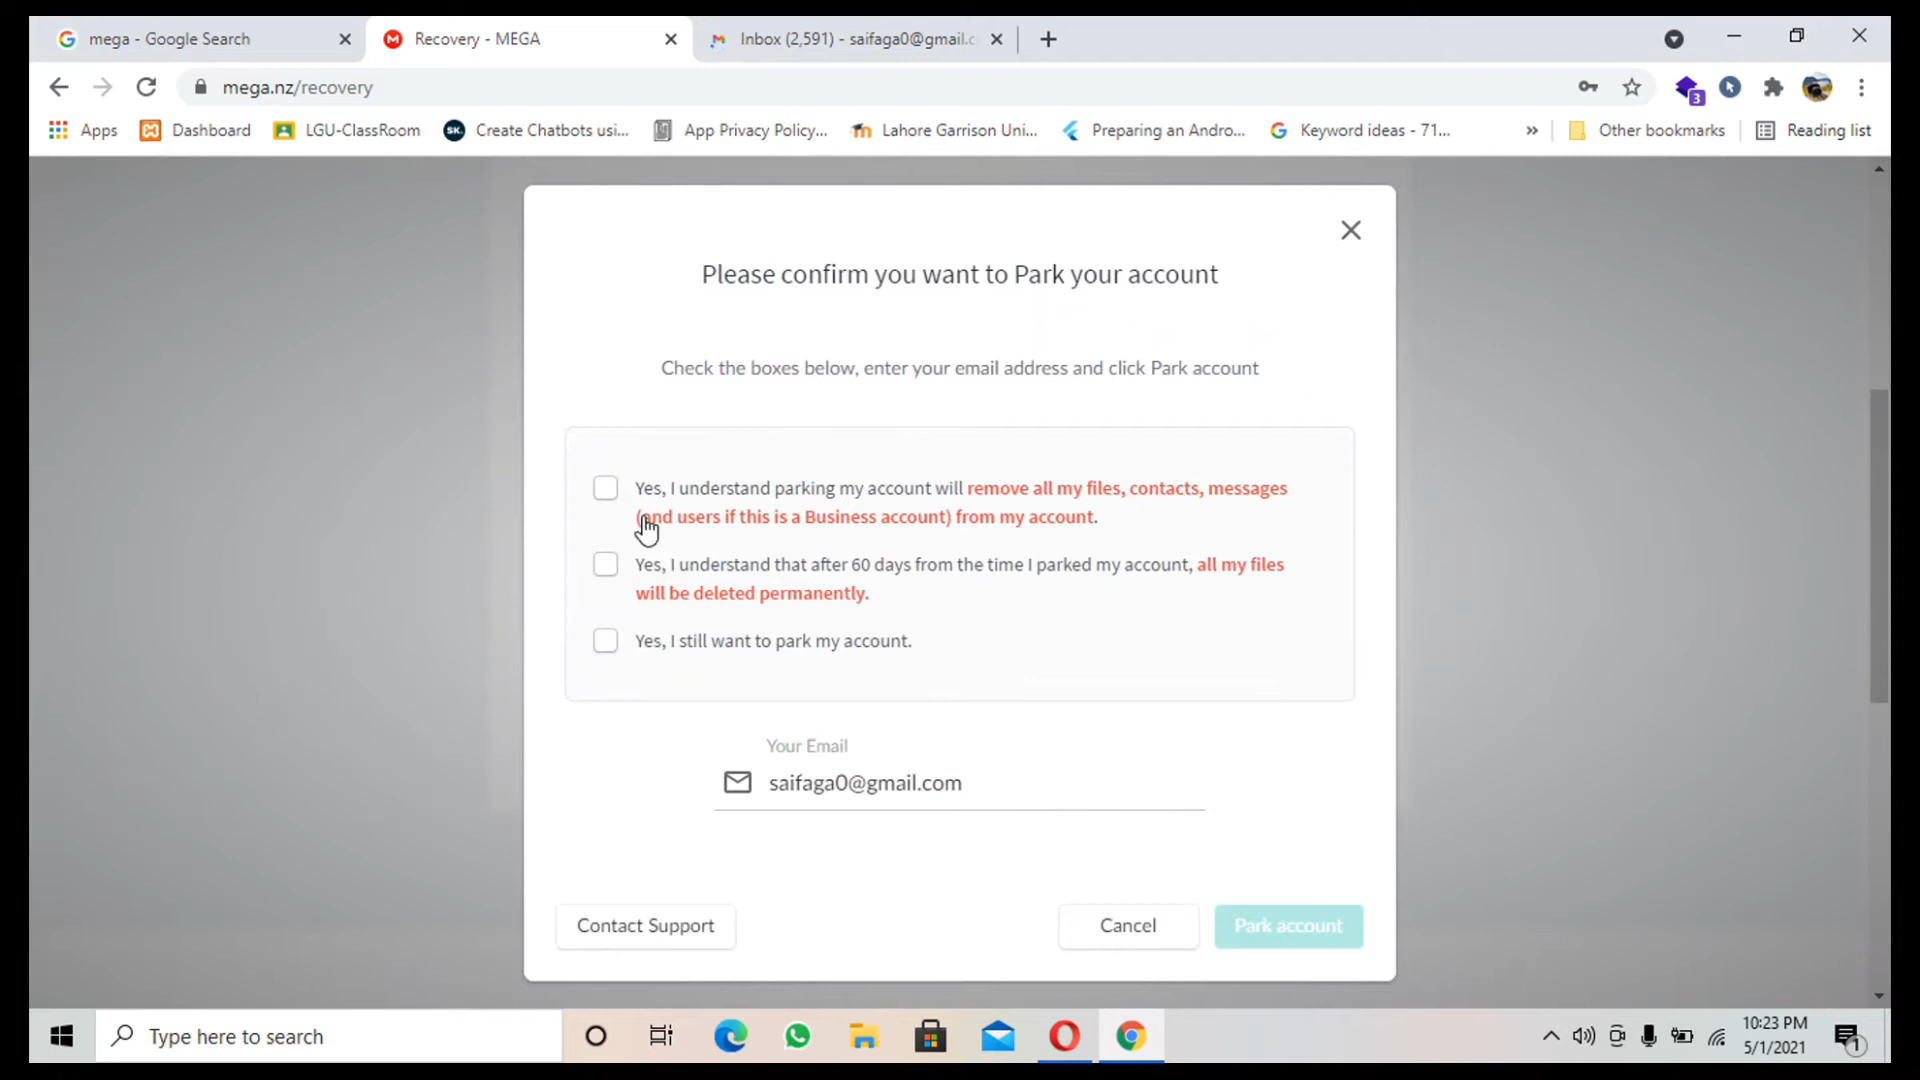 mega - Google Search
Recovery - MEGA
Inbox (2,591) - saifaga0@gmail.c
mega.nz/recovery
3
Apps
Dashboard
LGU-ClassRoom
SK.
Create Chatbots usi...
App Privacy Policy...
Lahore Garrison Uni...
Preparing an Andro...
Keyword ideas - 71...
Other bookmarks
Reading list
Please confirm you want to Park your account
Check the boxes below, enter your email address and click Park account
Yes, I understand parking my account will remove all my files, contacts, messages
(and users if this is a Business account) from my account.
Yes, I understand that after 60 days from the time I parked my account, all my files
will be deleted permanently.
Yes, I still want to park my account.
Your Email
saifaga0@gmail.com
Contact Support
Cancel
Park account
Type here to search
10:23 PM
5/1/2021
1